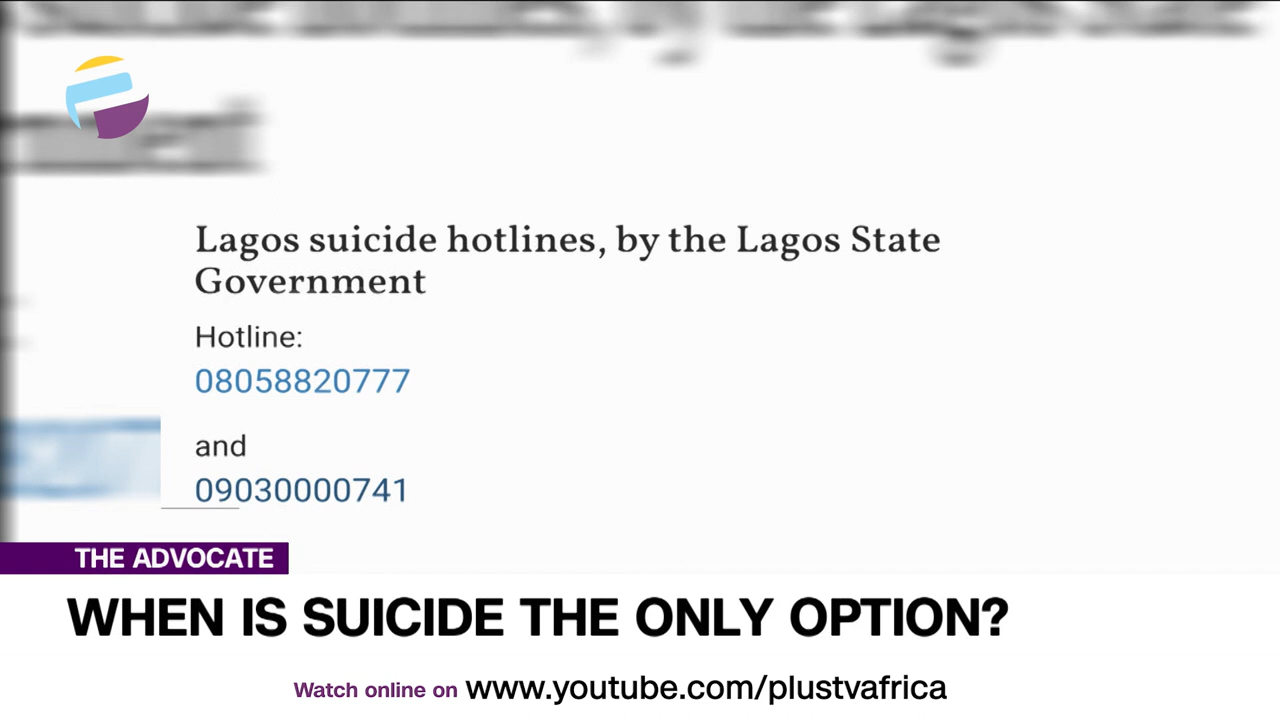 Lagos suicide hotlines, by the Lagos State
Government
Hotline:
08058820777
and
09030000741
THE ADVOCATE
WHEN IS SUICIDE THE ONLY OPTION?
Watch online on www.youtube.com/plustvafrica